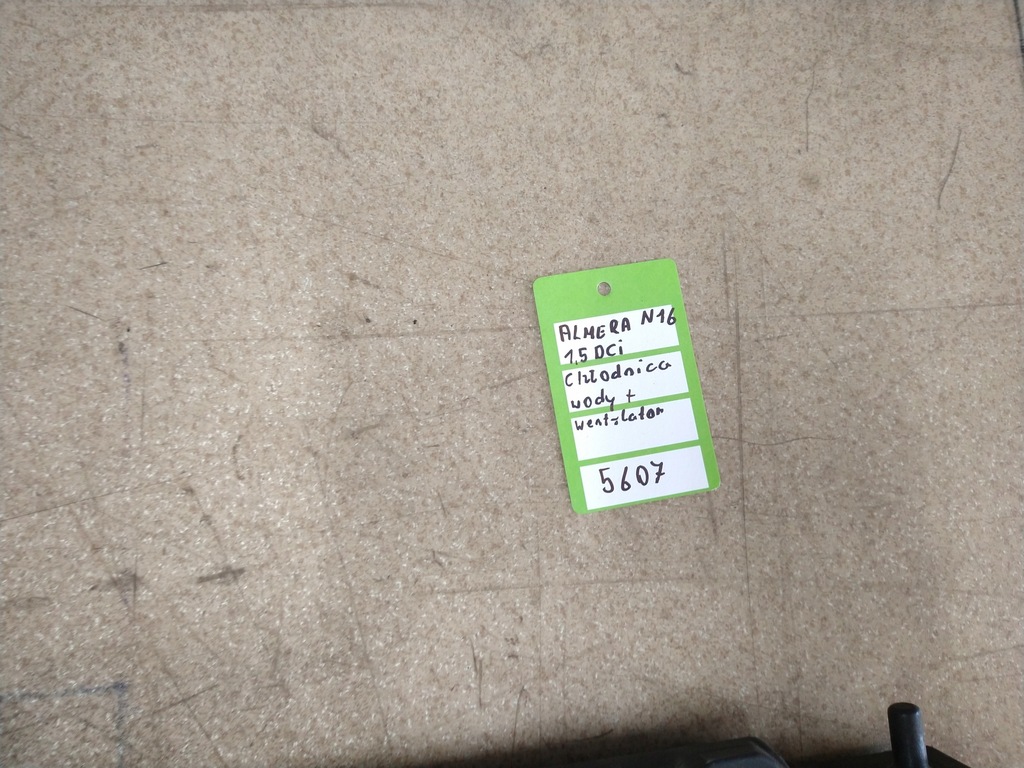 ALMERA N16
1,5 DCi
Chłodnica
wody +
wentylator
5607